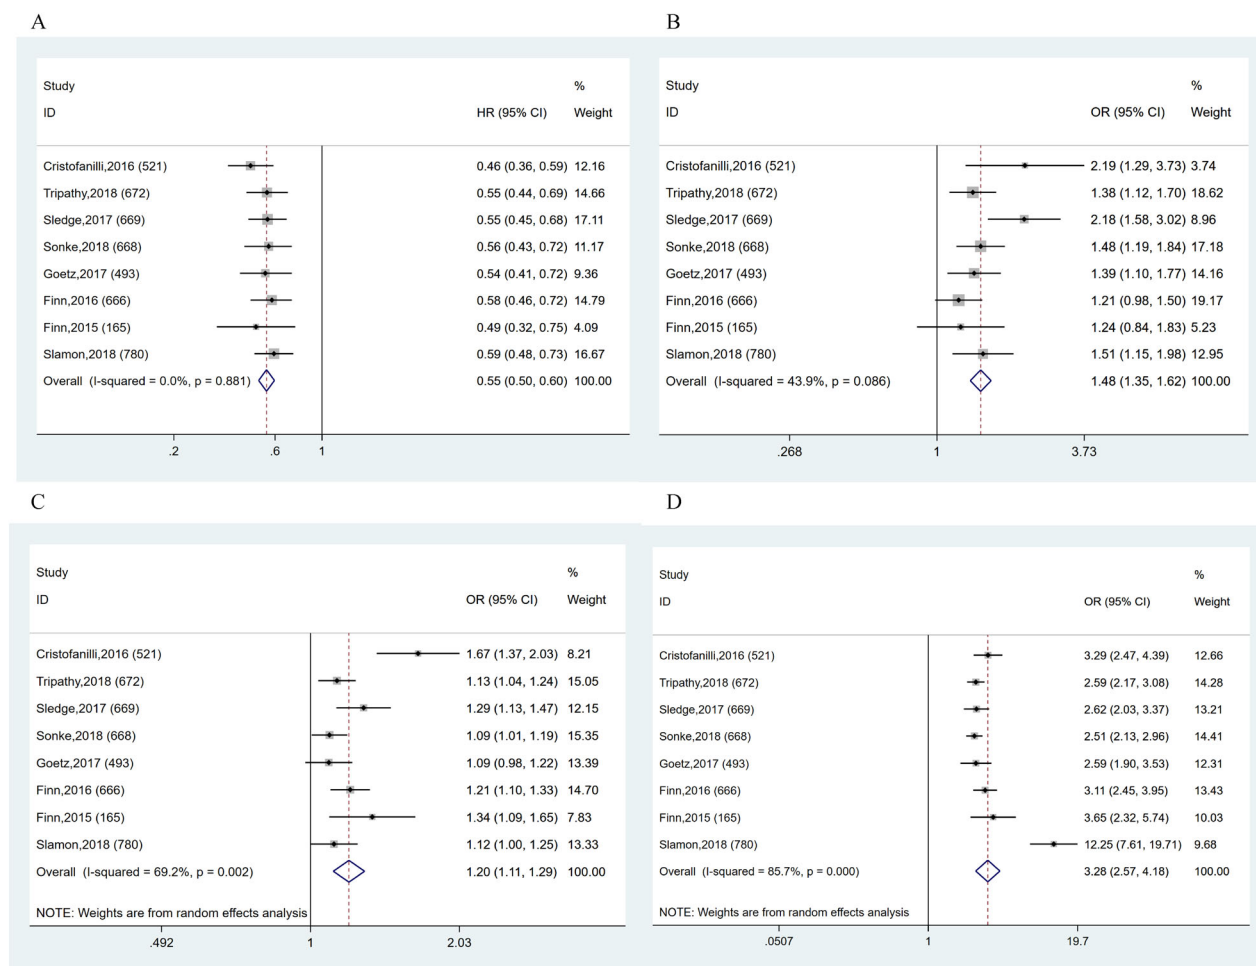 A
Study %
ID HR (95% CI) Weight
Cristofanilli,2016 (521) 0.46 (0.36, 0.59) 12.16
Tripathy,2018 (672) 0.55 (0.44, 0.69) 14.66
Sledge,2017 (669) 0.55 (0.45, 0.68) 17.11
Sonke,2018 (668) 0.56 (0.43, 0.72) 11.17
Goetz,2017 (493) 0.54 (0.41, 0.72) 9.36
Finn,2016 (666) 0.58 (0.46, 0.72) 14.79
Finn,2015 (165) 0.49 (0.32, 0.75) 4.09
Slamon,2018 (780) 0.59 (0.48, 0.73) 16.67
Overall (I-squared = 0.0%, p = 0.881) 0.55 (0.50, 0.60) 100.00
.2 .6 1
B
Study %
ID OR (95% CI) Weight
Cristofanilli,2016 (521) 2.19 (1.29, 3.73) 3.74
Tripathy,2018 (672) 1.38 (1.12, 1.70) 18.62
Sledge,2017 (669) 2.18 (1.58, 3.02) 8.96
Sonke,2018 (668) 1.48 (1.19, 1.84) 17.18
Goetz,2017 (493) 1.39 (1.10, 1.77) 14.16
Finn,2016 (666) 1.21 (0.98, 1.50) 19.17
Finn,2015 (165) 1.24 (0.84, 1.83) 5.23
Slamon,2018 (780) 1.51 (1.15, 1.98) 12.95
Overall (I-squared = 43.9%, p = 0.086) 1.48 (1.35, 1.62) 100.00
.268 1 3.73
C
Study %
ID OR (95% CI) Weight
Cristofanilli,2016 (521) 1.67 (1.37, 2.03) 8.21
Tripathy,2018 (672) 1.13 (1.04, 1.24) 15.05
Sledge,2017 (669) 1.29 (1.13, 1.47) 12.15
Sonke,2018 (668) 1.09 (1.01, 1.19) 15.35
Goetz,2017 (493) 1.09 (0.98, 1.22) 13.39
Finn,2016 (666) 1.21 (1.10, 1.33) 14.70
Finn,2015 (165) 1.34 (1.09, 1.65) 7.83
Slamon,2018 (780) 1.12 (1.00, 1.25) 13.33
Overall (I-squared = 69.2%, p = 0.002) 1.20 (1.11, 1.29) 100.00
NOTE: Weights are from random effects analysis
.492 1 2.03
D
Study %
ID OR (95% CI) Weight
Cristofanilli,2016 (521) 3.29 (2.47, 4.39) 12.66
Tripathy,2018 (672) 2.59 (2.17, 3.08) 14.28
Sledge,2017 (669) 2.62 (2.03, 3.37) 13.21
Sonke,2018 (668) 2.51 (2.13, 2.96) 14.41
Goetz,2017 (493) 2.59 (1.90, 3.53) 12.31
Finn,2016 (666) 3.11 (2.45, 3.95) 13.43
Finn,2015 (165) 3.65 (2.32, 5.74) 10.03
Slamon,2018 (780) 12.25 (7.61, 19.71) 9.68
Overall (I-squared = 85.7%, p = 0.000) 3.28 (2.57, 4.18) 100.00
NOTE: Weights are from random effects analysis
.0507 1 19.7